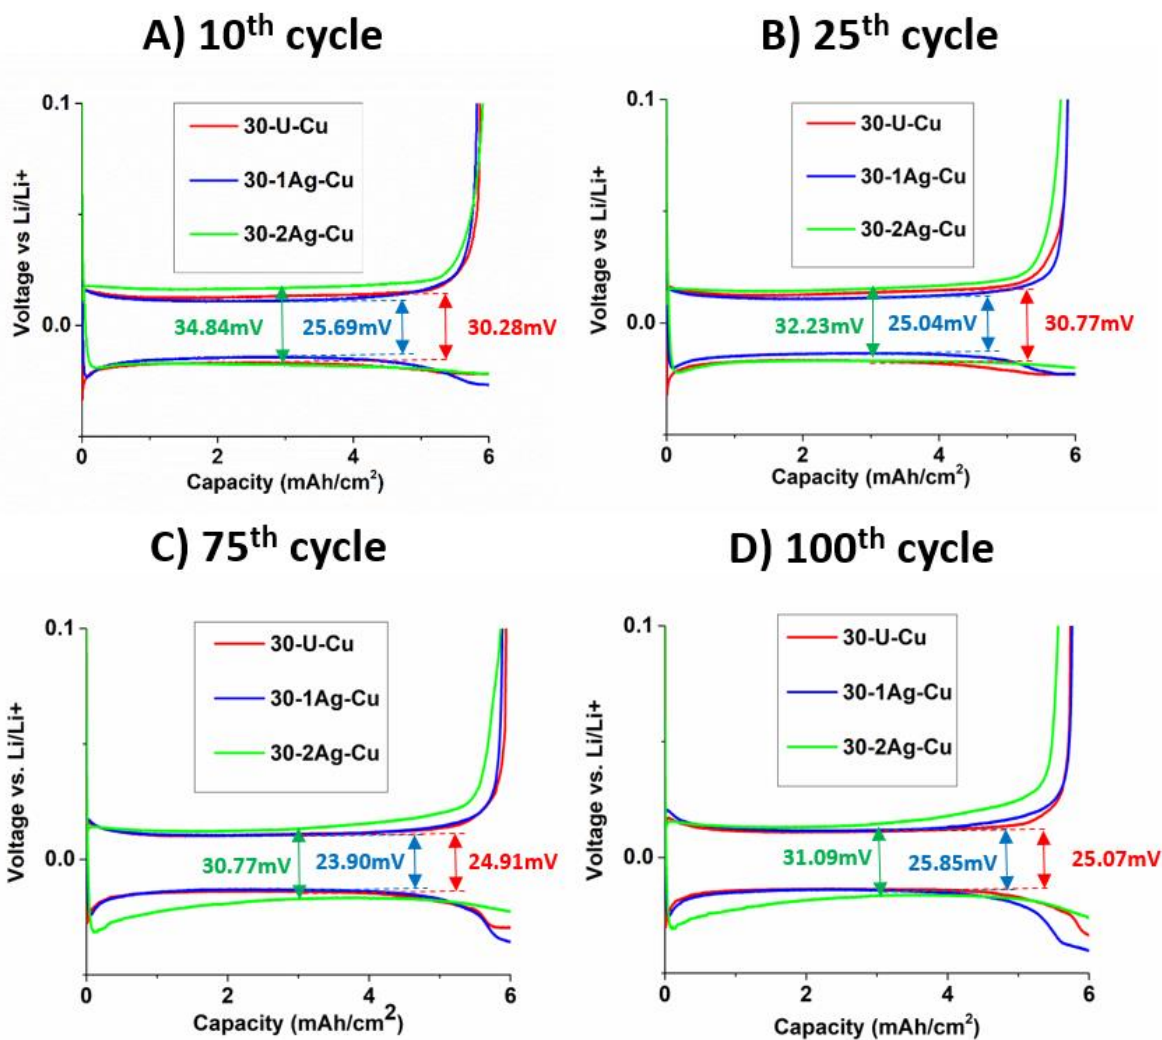 A) 10th cycle
0.1
30-U-Cu
30-1Ag-Cu
30-2Ag-Cu
Voltage vs Li/Li+
0.0
34.84mV 25.69mV 30.28mV
0 2 4 6
Capacity (mAh/cm2)
B) 25th cycle
0.1
30-U-Cu
30-1Ag-Cu
30-2Ag-Cu
Voltage vs Li/Li+
0.0
32.23mV 25.04mV 30.77mV
0 2 4 6
Capacity (mAh/cm2)
C) 75th cycle
0.1
30-U-Cu
30-1Ag-Cu
30-2Ag-Cu
Voltage vs. Li/Li+
0.0
30.77mV 23.90mV 24.91mV
0 2 4 6
Capacity (mAh/cm2)
D) 100th cycle
0.1
30-U-Cu
30-1Ag-Cu
30-2Ag-Cu
Voltage vs. Li/Li+
0.0
31.09mV 25.85mV 25.07mV
0 2 4 6
Capacity (mAh/cm2)